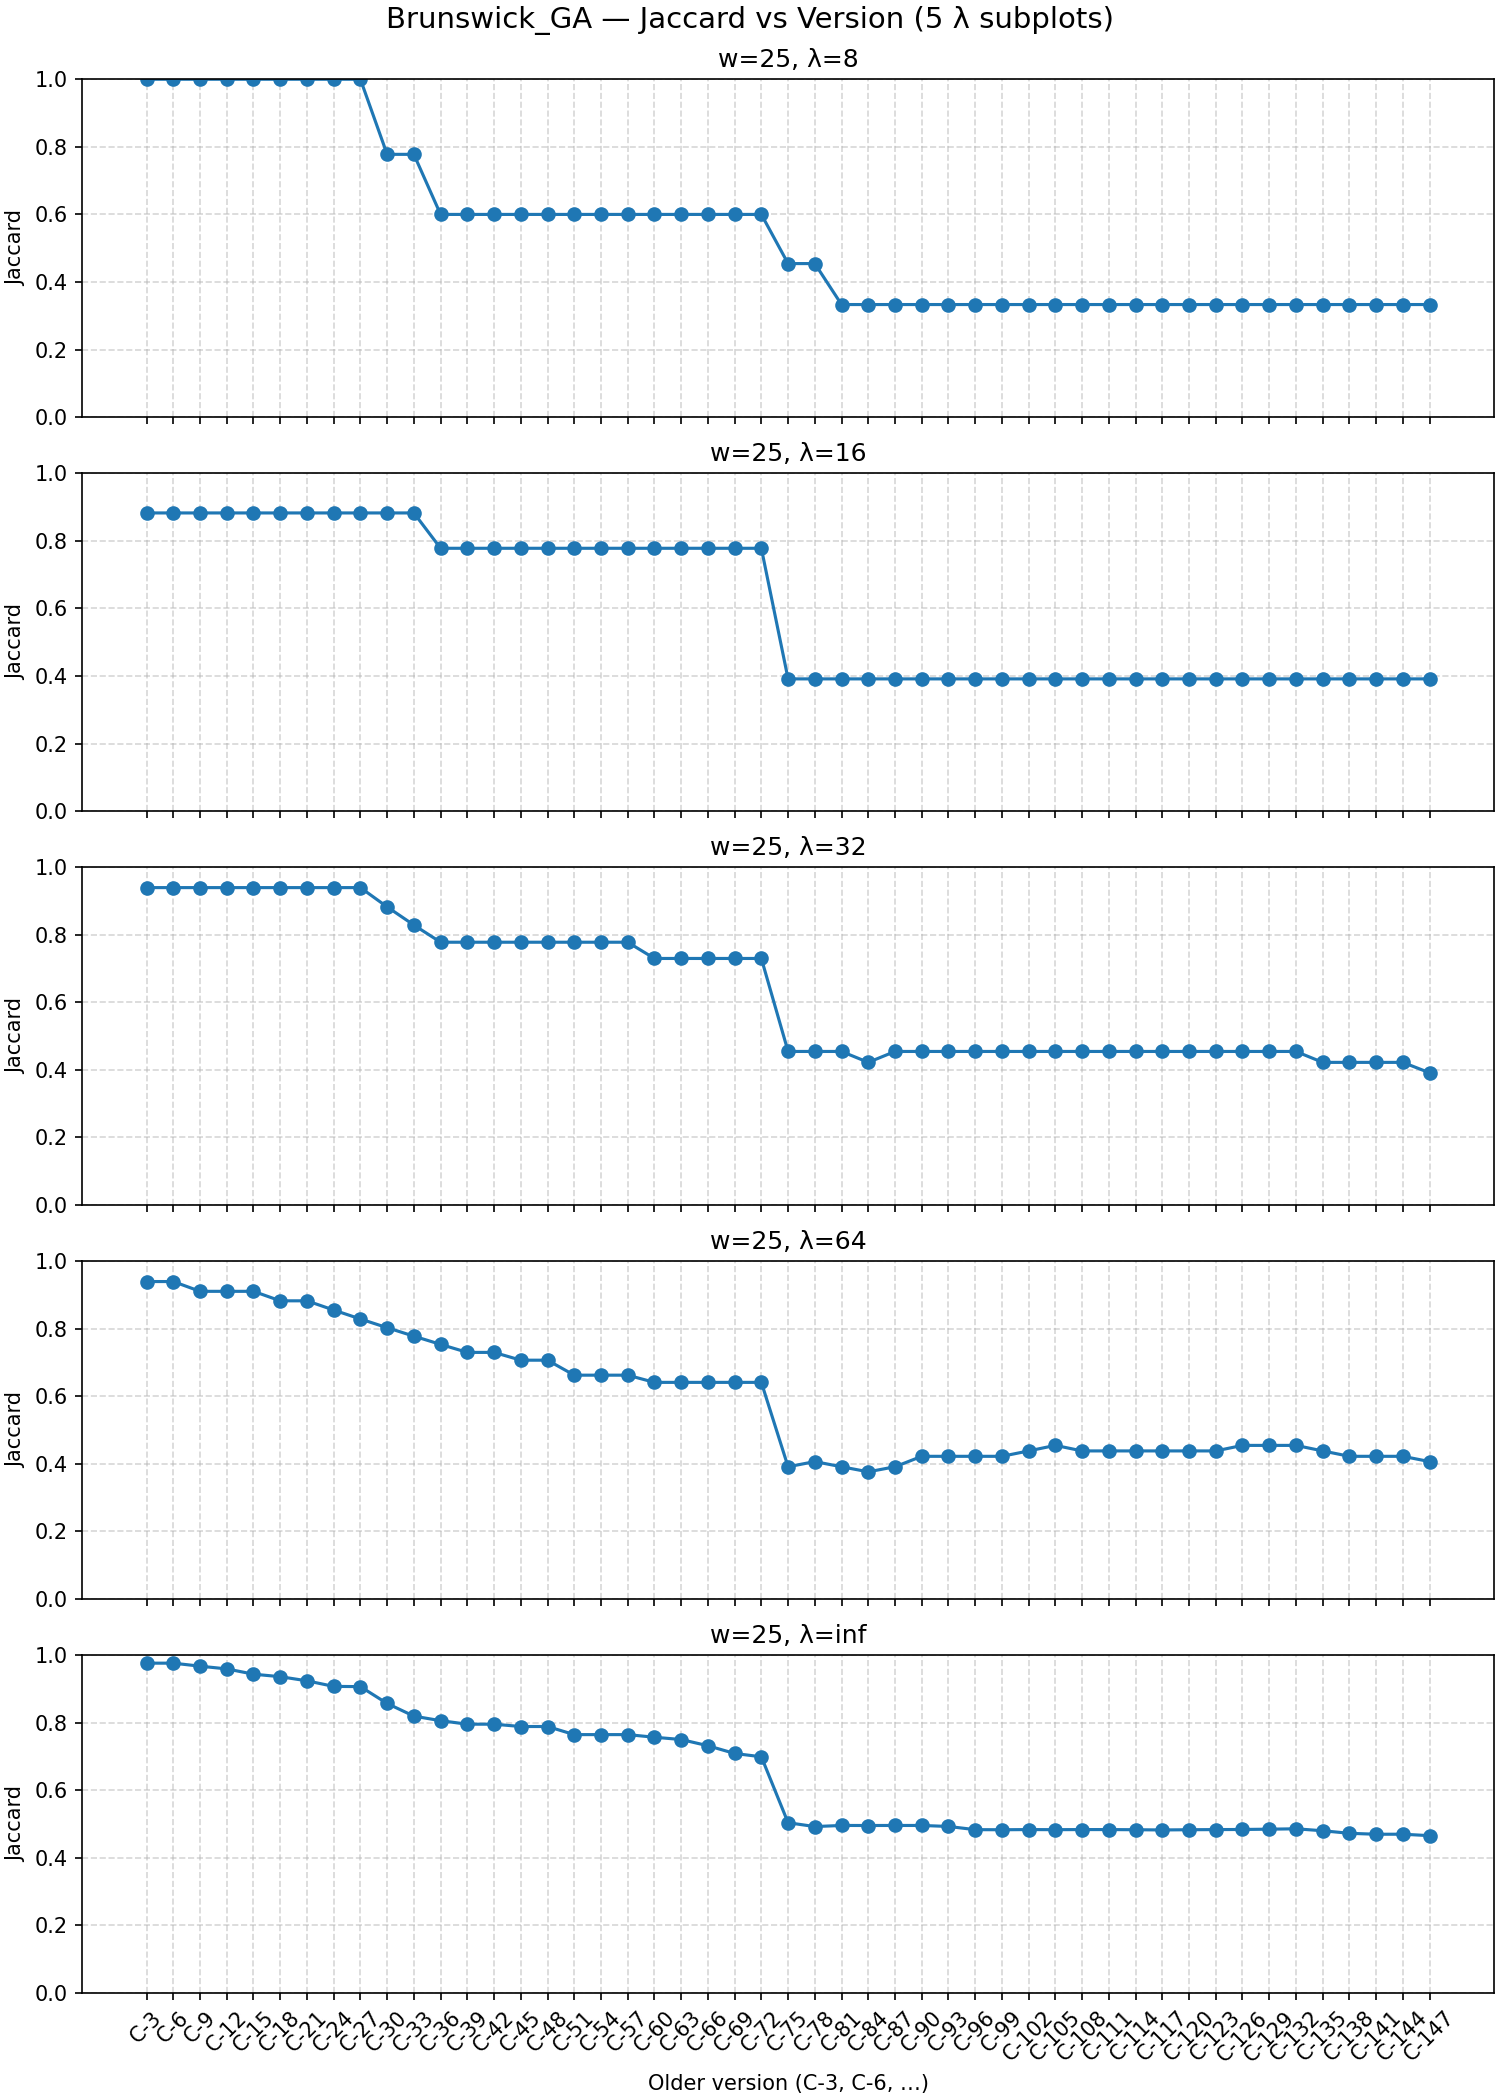 Brunswick_GA — Jaccard vs Version (5 λ subplots)
w=25, λ=8
1.0
0.8
0.6
0.4
0.2
0.0
Jaccard
w=25, λ=16
1.0
0.8
0.6
0.4
0.2
0.0
Jaccard
w=25, λ=32
1.0
0.8
0.6
0.4
0.2
0.0
Jaccard
w=25, λ=64
1.0
0.8
0.6
0.4
0.2
0.0
Jaccard
w=25, λ=inf
1.0
0.8
0.6
0.4
0.2
0.0
Jaccard
C-3
C-6
C-9
C-12
C-15
C-18
C-21
C-24
C-27
C-30
C-33
C-36
C-39
C-42
C-45
C-48
C-51
C-54
C-57
C-60
C-63
C-66
C-69
C-72
C-75
C-78
C-81
C-84
C-87
C-90
C-93
C-96
C-99
C-102
C-105
C-108
C-111
C-114
C-117
C-120
C-123
C-126
C-129
C-132
C-135
C-138
C-141
C-144
C-147
Older version (C-3, C-6, ...)